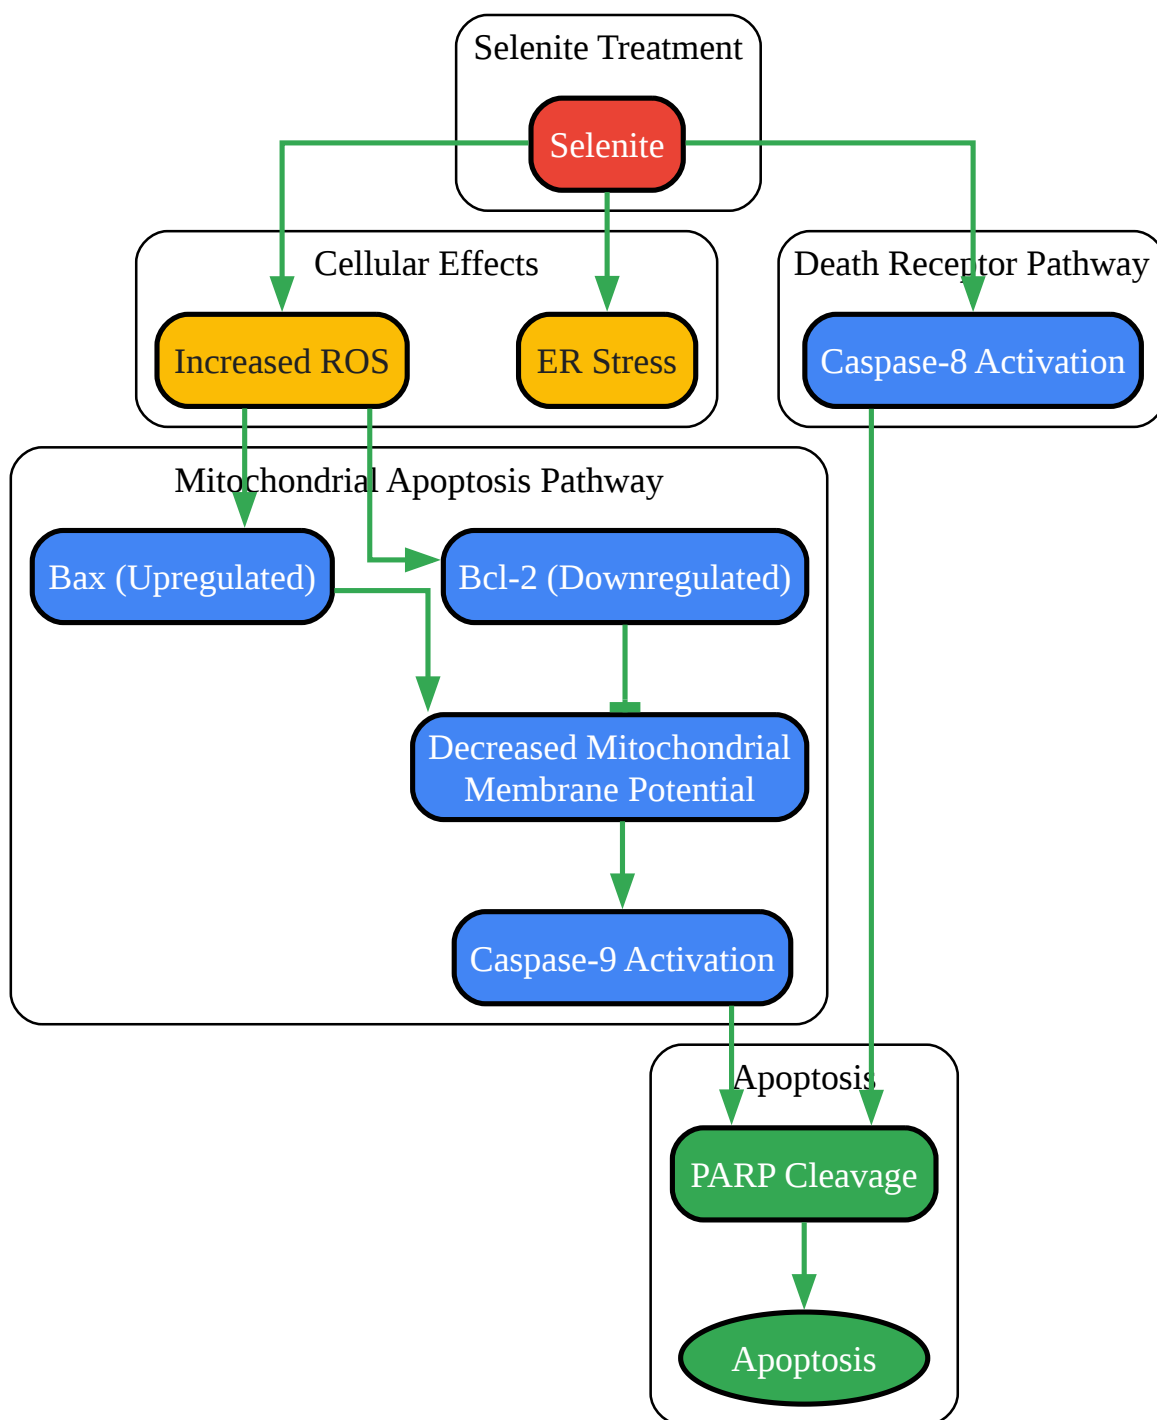 Selenite Treatment
Selenite
Cellular Effects
Death Receptor Pathway
Increased ROS
ER Stress
Caspase-8 Activation
Mitochondrial Apoptosis Pathway
Bax (Upregulated)
Bcl-2 (Downregulated)
Decreased Mitochondrial
Membrane Potential
Caspase-9 Activation
Apoptosis
PARP Cleavage
Apoptosis